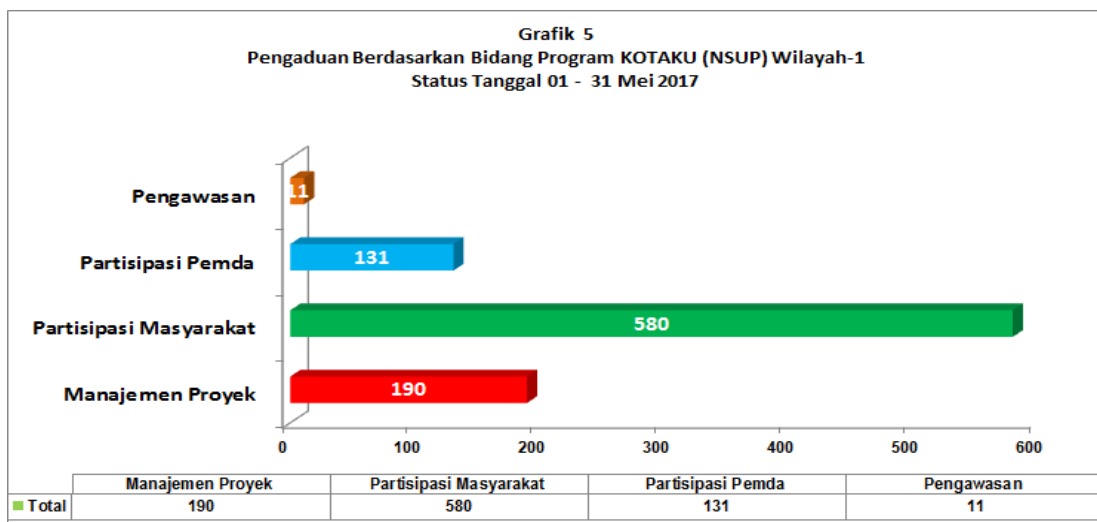 Grafik 5
Pengaduan Berdasarkan Bidang Program KOTAKU (NSUP) Wilayah-1
Status Tanggal 01 - 31 Mei 2017
Pengawasan 11
Partisipasi Pemda 131
Partisipasi Masyarakat 580
Manajemen Proyek 190
0 100 200 300 400 500 600
Manajemen Proyek Partisipasi Masyarakat Partisipasi Pemda Pengawasan
Total 190 580 131 11